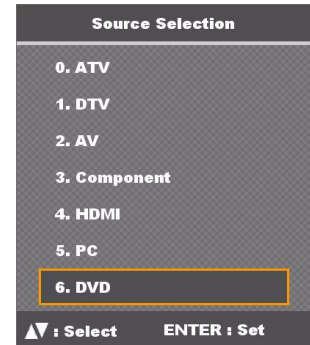 Source Selection
0. ATV
1. DTV
2. AV
3. Component
4. HDMI
5. PC
6. DVD
▲▼ : Select ENTER : Set